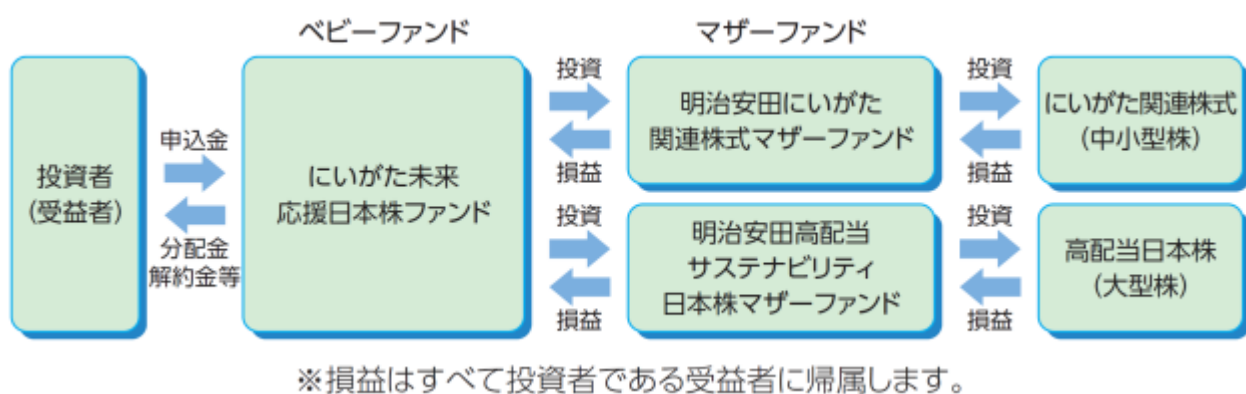 ベビーファンド
マザーファンド
投資者
(受益者)
申込金
分配金
解約金等
にいがた未来
応援日本株ファンド
投資
損益
明治安田にいがた
関連株式マザーファンド
投資
損益
にいがた関連株式
(中小型株)
投資
損益
明治安田高配当
サステナビリティ
日本株マザーファンド
投資
損益
高配当日本株
(大型株)
※損益はすべて投資者である受益者に帰属します。